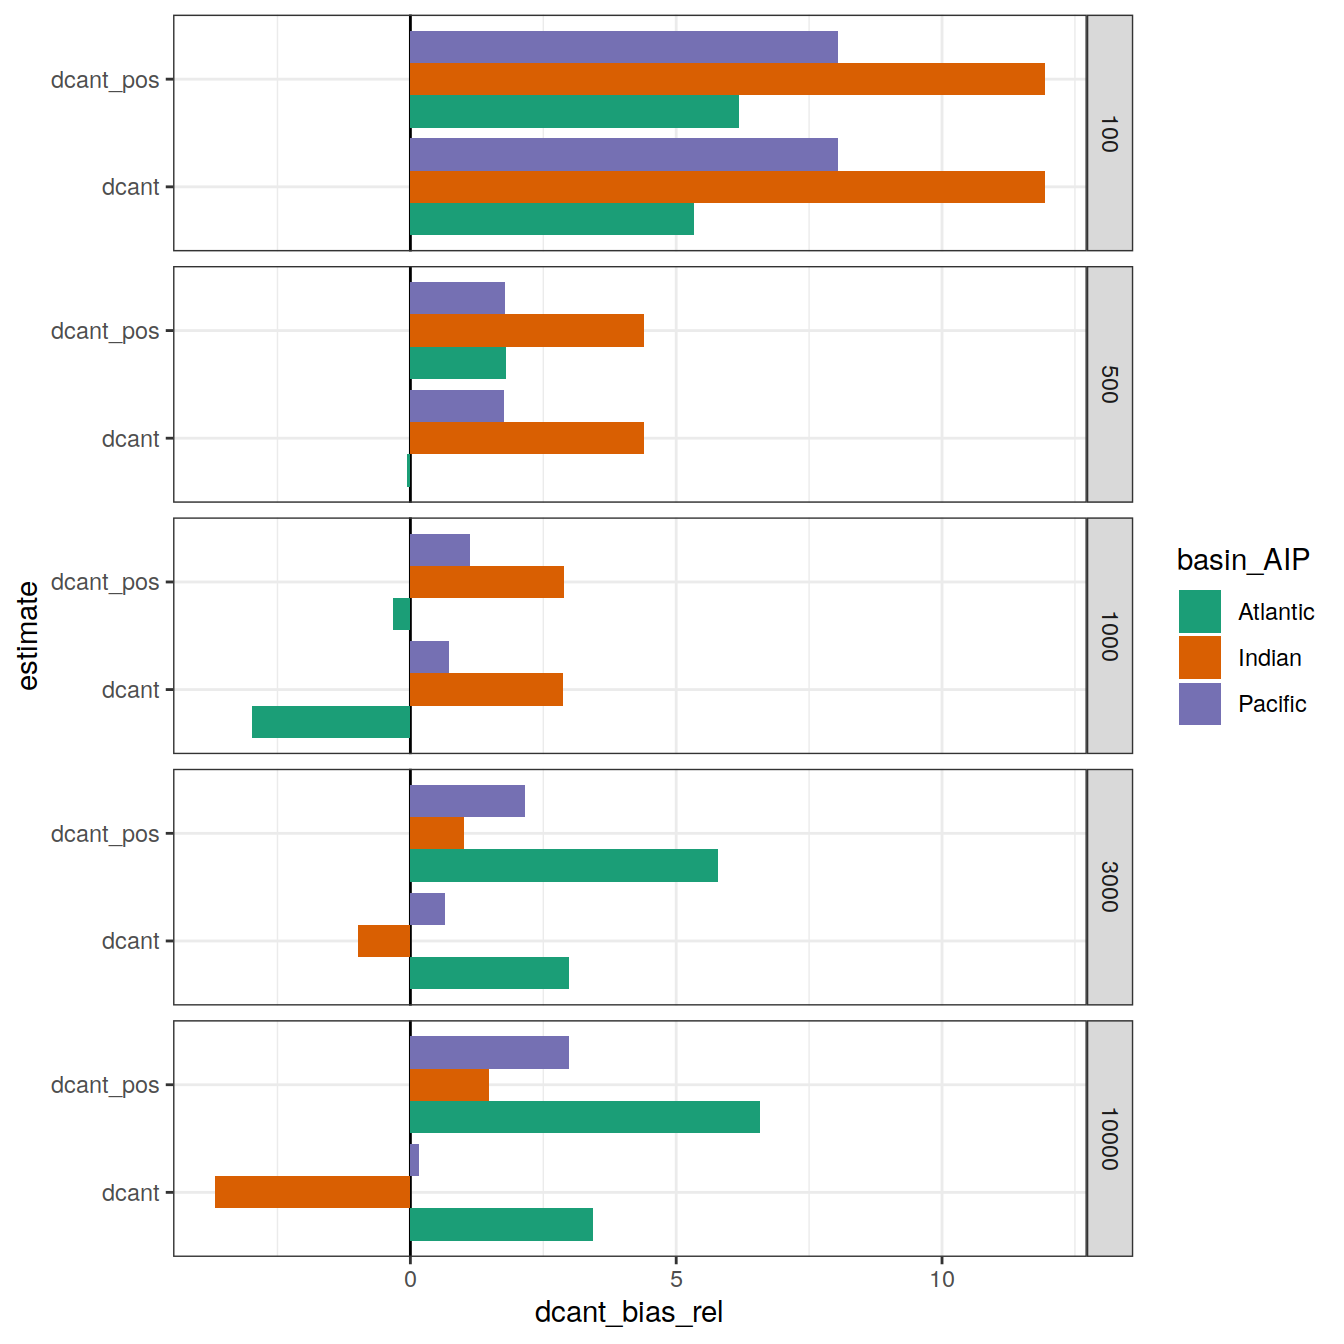 dcant_pos
dcant
100
dcant_pos
dcant
500
dcant_pos
dcant
1000
dcant_pos
dcant
3000
dcant_pos
dcant
10000
0
5
10
dcant_bias_rel
estimate
basin_AIP
Atlantic
Indian
Pacific